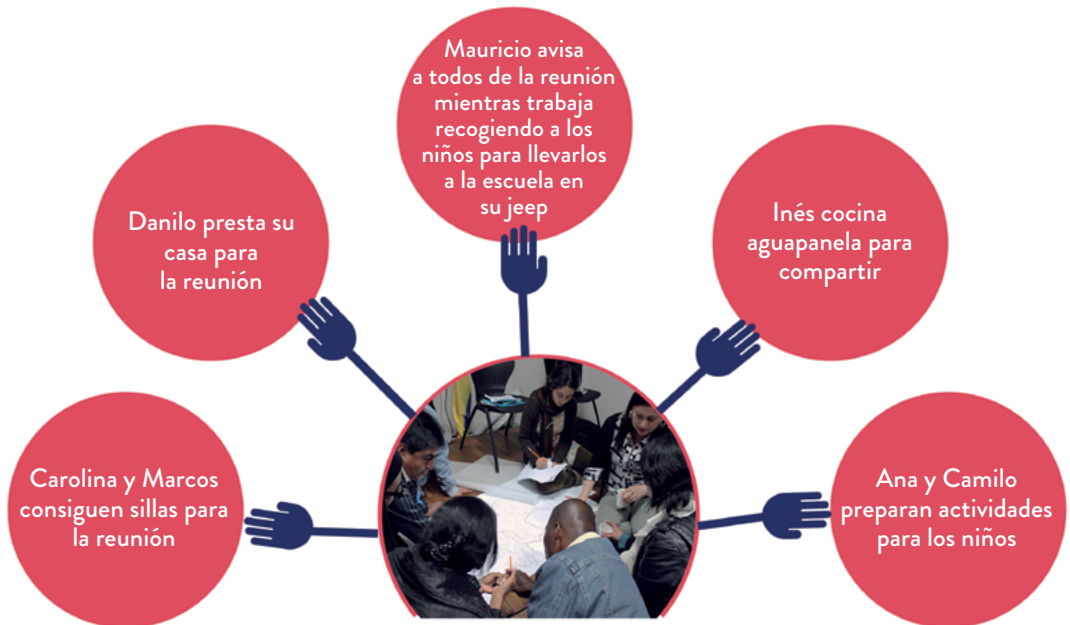 Mauricio avisa
a todos de la reunión
mientras trabaja
recogiendo a los
niños para llevarlos
a la escuela en
su jeep
Danilo presta su
casa para
la reunión
Inés cocina
aguapanela para
compartir
Carolina y Marcos
consiguen sillas para
la reunión
Ana y Camilo
preparan actividades
para los niños